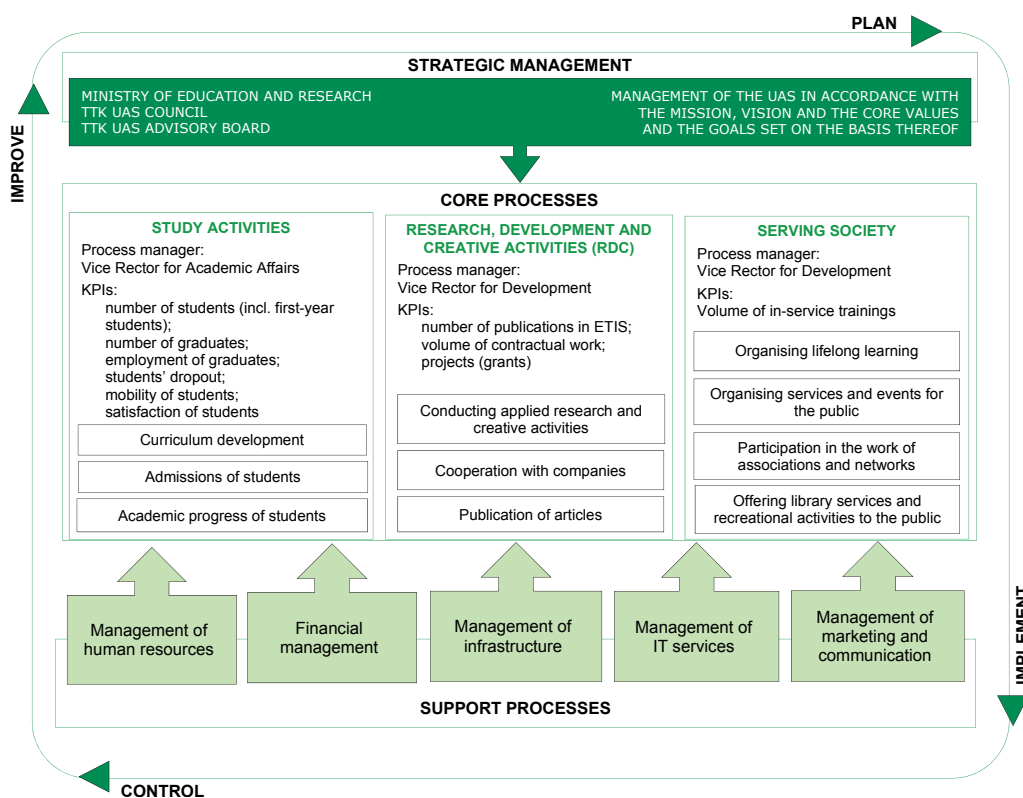 PLAN
STRATEGIC MANAGEMENT
MINISTRY OF EDUCATION AND RESEARCH
TTK UAS COUNCIL
TTK UAS ADVISORY BOARD
MANAGEMENT OF THE UAS IN ACCORDANCE WITH
THE MISSION, VISION AND THE CORE VALUES
AND THE GOALS SET ON THE BASIS THEREOF
IMPROVE
CORE PROCESSES
STUDY ACTIVITIES
Process manager:
Vice Rector for Academic Affairs
KPIs:
number of students (incl. first-year
students);
number of graduates;
employment of graduates;
students’ dropout;
mobility of students;
satisfaction of students
Curriculum development
Admissions of students
Academic progress of students
RESEARCH, DEVELOPMENT AND
CREATIVE ACTIVITIES (RDC)
Process manager:
Vice Rector for Development
KPIs:
number of publications in ETIS;
volume of contractual work;
projects (grants)
Conducting applied research and
creative activities
Cooperation with companies
Publication of articles
SERVING SOCIETY
Process manager:
Vice Rector for Development
KPIs:
Volume of in-service trainings
Organising lifelong learning
Organising services and events for
the public
Participation in the work of
associations and networks
Offering library services and
recreational activities to the public
Management of
human resources
Financial
management
Management of
infrastructure
Management of
IT services
Management of
marketing and
communication
IMPLEMENT
SUPPORT PROCESSES
CONTROL